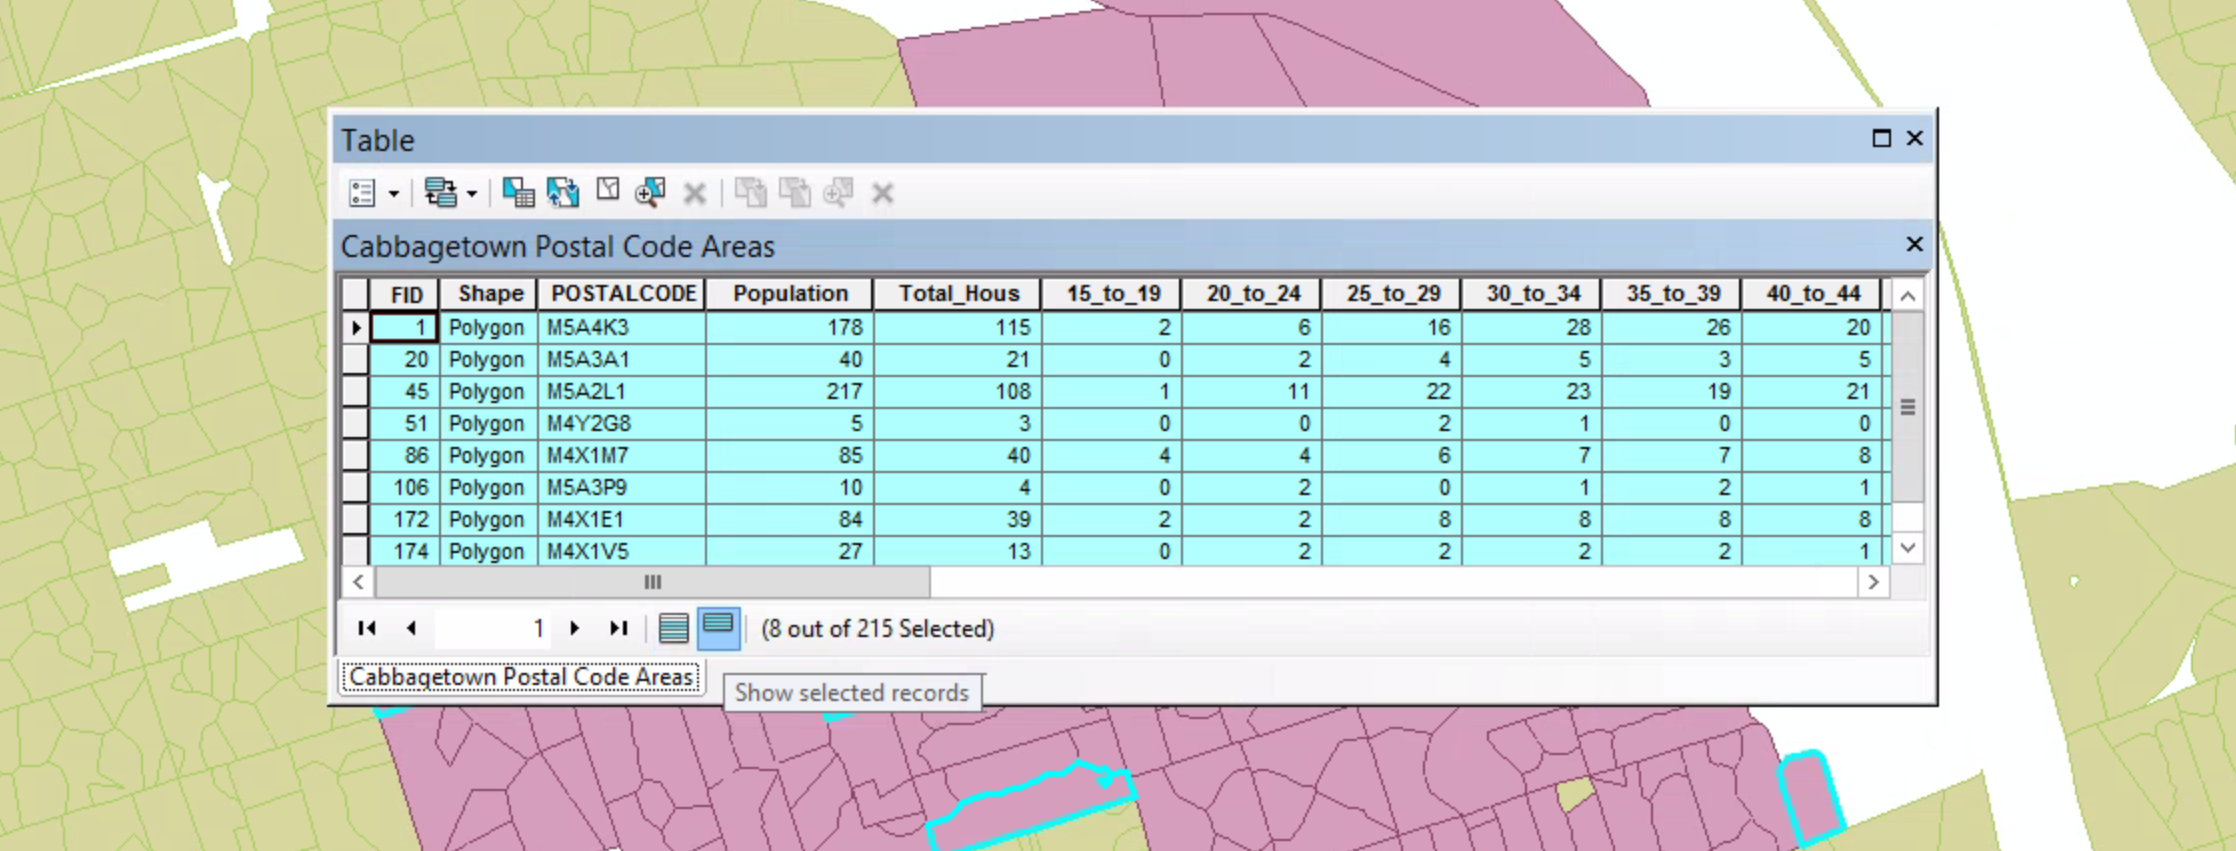 Table
Cabbagetown Postal Code Areas
FID Shape POSTALCODE Population Total_Hous 15_to_19 20_to_24 25_to_29 30_to_34 35_to_39 40_to_44
1 Polygon M5A4K3 178 115 2 6 16 28 26 20
20 Polygon M5A3A1 40 21 0 2 4 5 3 5
45 Polygon M5A2L1 217 108 1 11 22 23 19 21
51 Polygon M4Y2G8 5 3 0 0 2 1 0 0
86 Polygon M4X1M7 85 40 4 4 6 7 7 8
106 Polygon M5A3P9 10 4 0 2 0 1 2 1
172 Polygon M4X1E1 84 39 2 2 8 8 8 8
174 Polygon M4X1V5 27 13 0 2 2 2 2 1
1 (8 out of 215 Selected)
Cabbagetown Postal Code Areas
Show selected records